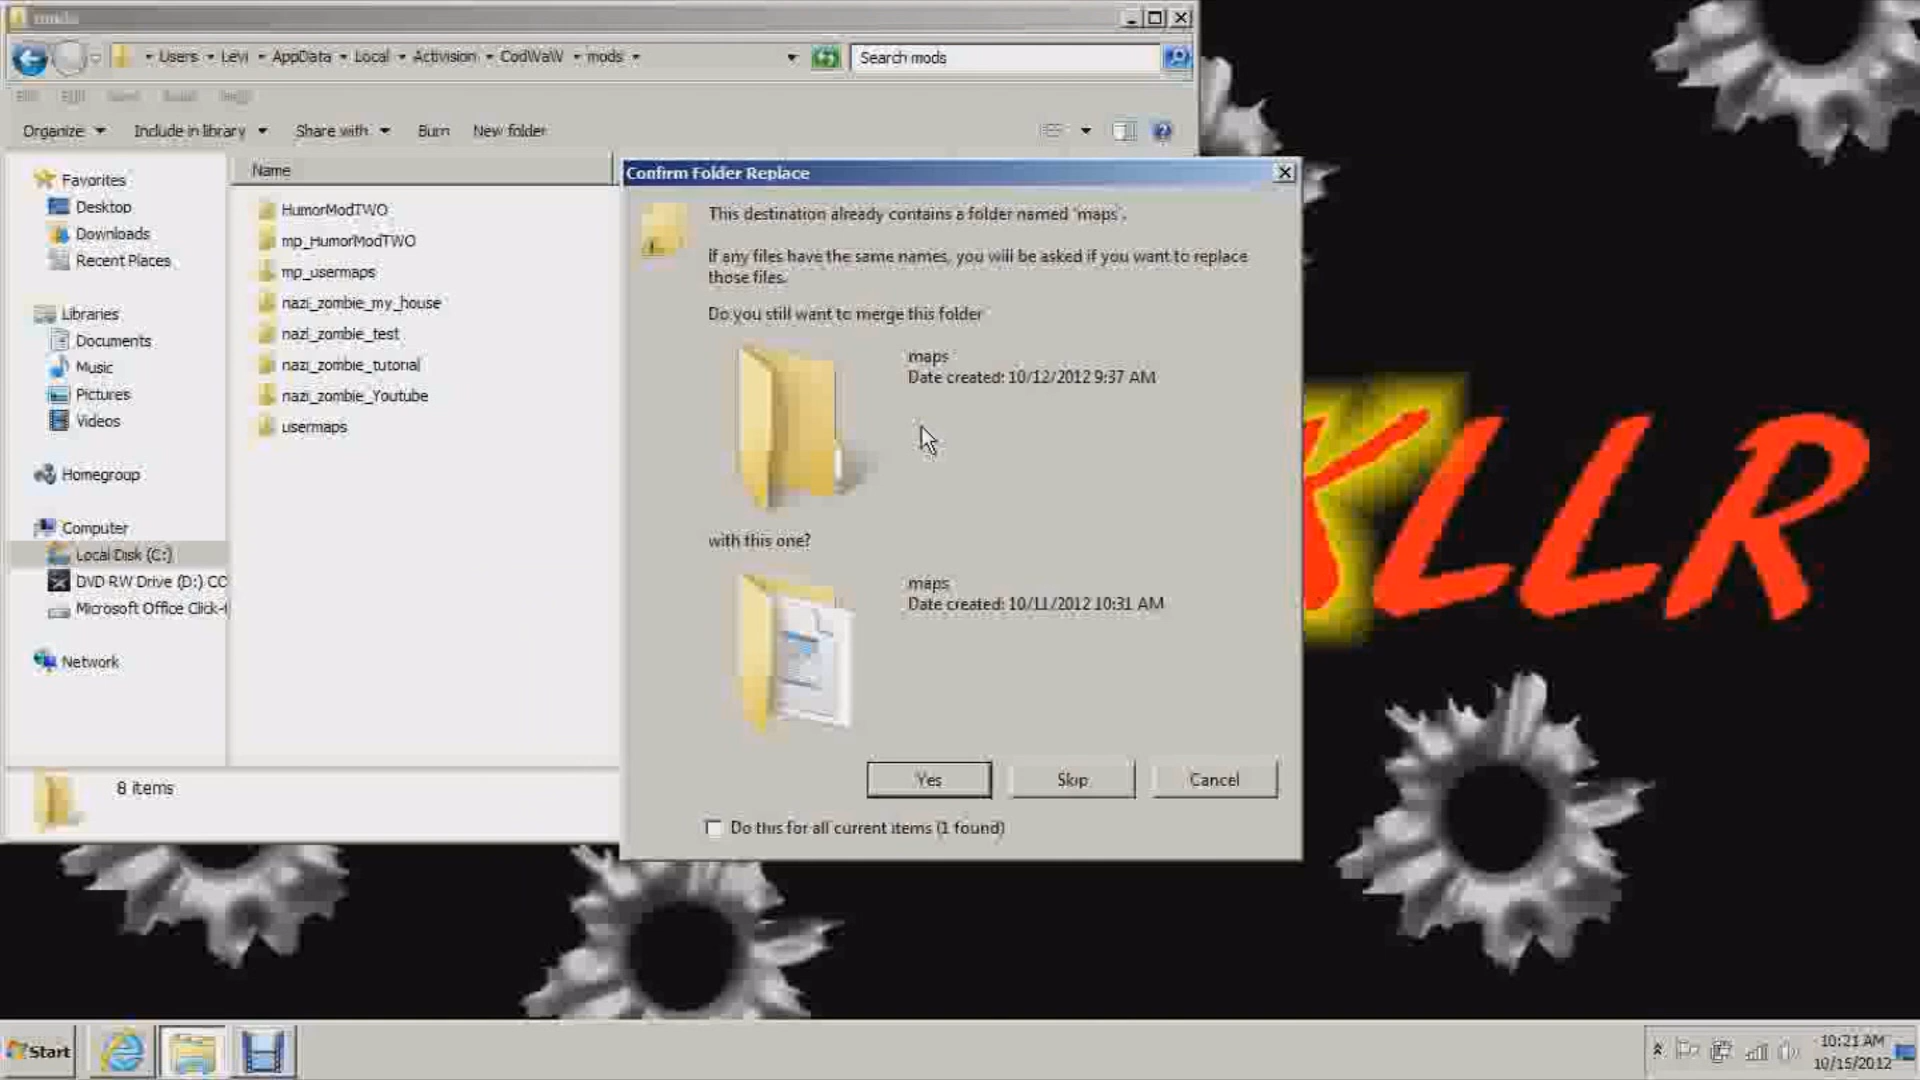 Users Levi AppData Local Activision CodWaW mods
Search mods
Organize Include in library Share with Burn New folder
Name
Favorites
Desktop
Downloads
Recent Places
Libraries
Documents
Music
Pictures
Videos
Homegroup
Computer
Local Disk (C:)
DVD RW Drive (D:) CO
Microsoft Office Click-
Network
HumorModTWO
mp_HumorModTWO
mp_usermaps
nazi_zombie_my_house
nazi_zombie_test
nazi_zombie_tutorial
nazi_zombie_Youtube
usermaps
8 items
Confirm Folder Replace
This destination already contains a folder named 'maps'.
If any files have the same names, you will be asked if you want to replace
those files.
Do you still want to merge this folder
maps
Date created: 10/12/2012 9:37 AM
with this one?
maps
Date created: 10/11/2012 10:31 AM
Yes Skip Cancel
Do this for all current items (1 found)
KLLR
Start
10:21 AM
10/15/2012